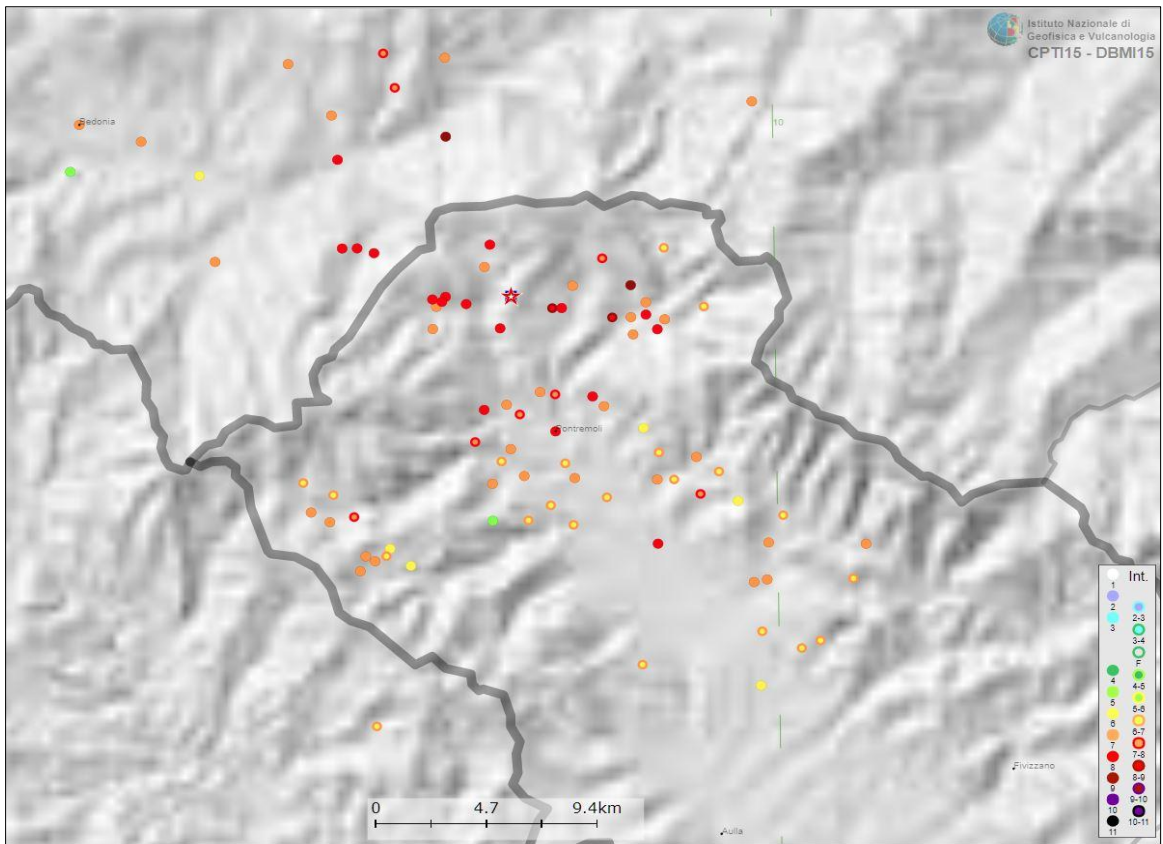 Istituto Nazionale di
Geofisica e Vulcanologia
CPTI15 - DBMI15
Bedonia
10
Pontremoli
Fivizzano
Aulla
0 4.7 9.4km
Int.
1
2
2-3
3
3-4
F
4
4-5
5
5-6
6
6-7
7
7-8
8
8-9
9
9-10
10
10-11
11